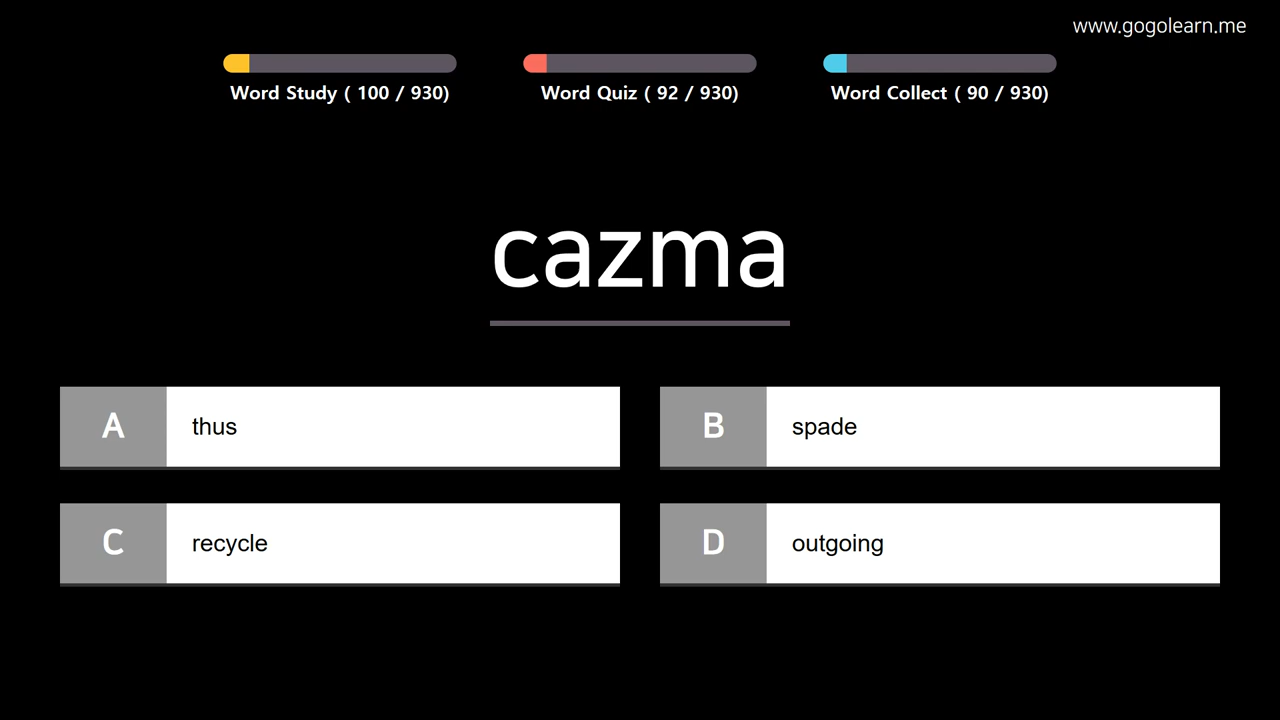 www.gogolearn.me
Word Study ( 100 / 930)
Word Quiz ( 92 / 930)
Word Collect ( 90 / 930)
cazma
A thus
B spade
C recycle
D outgoing